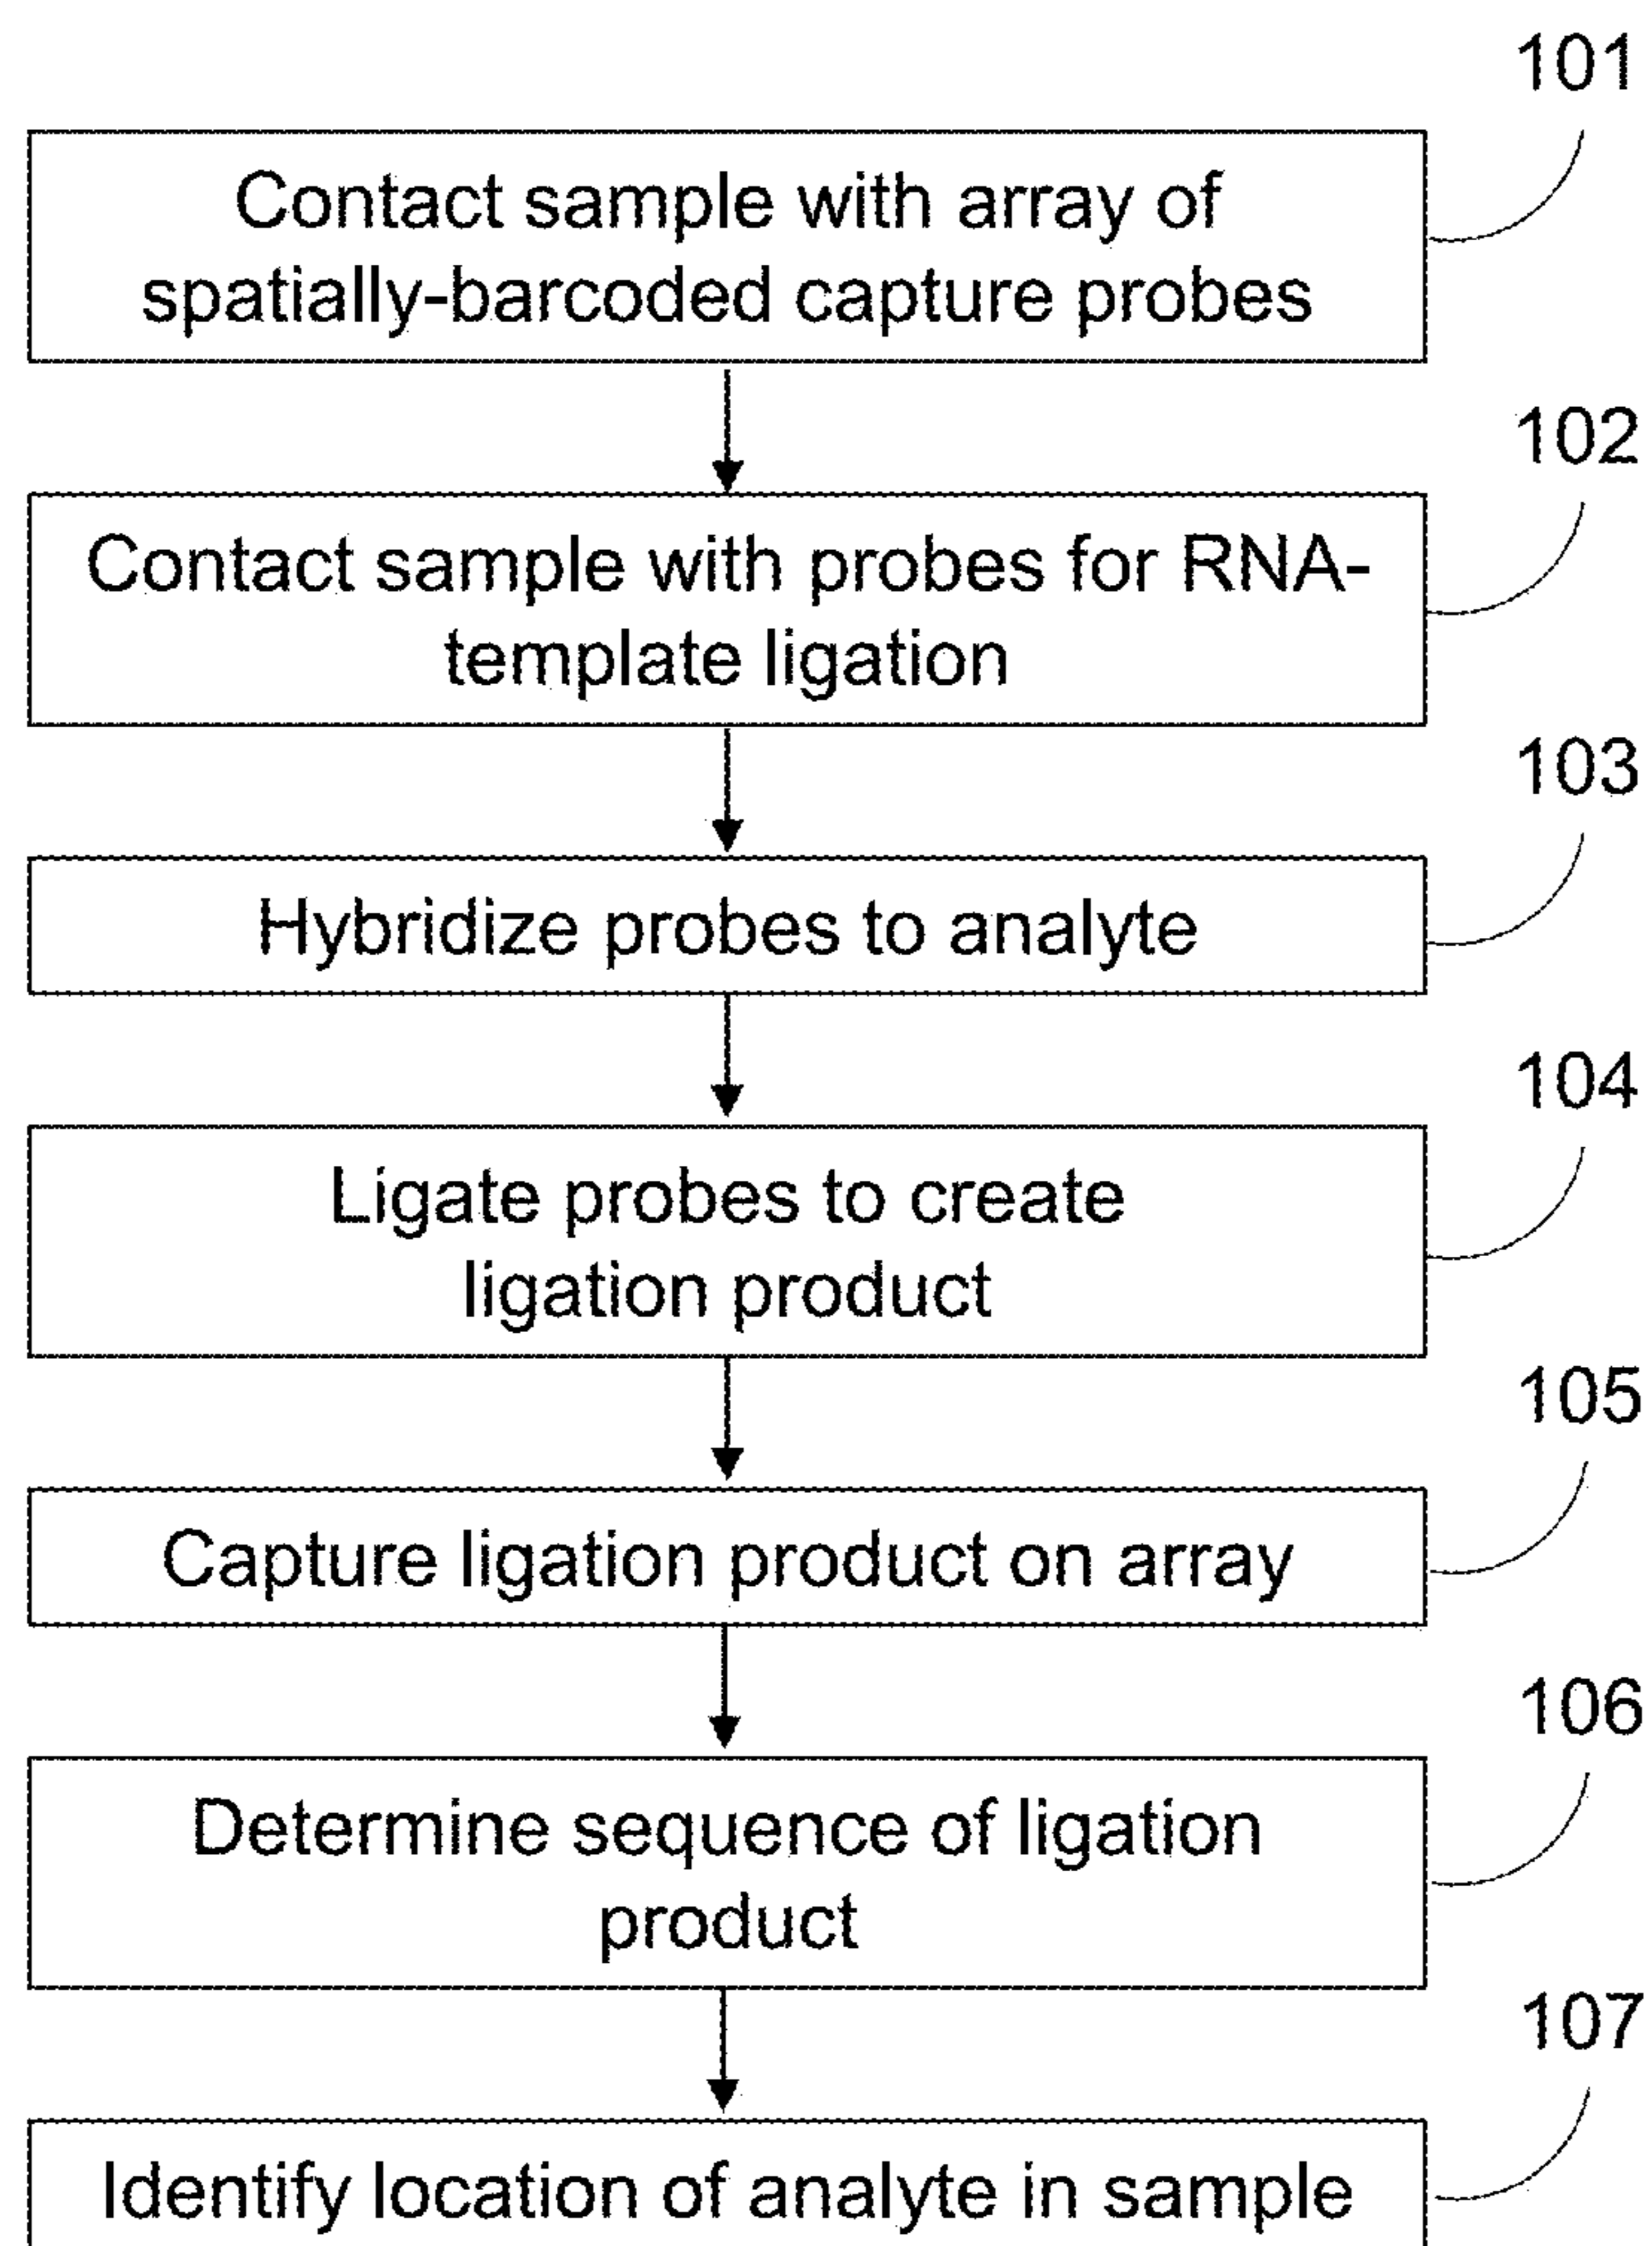 101
Contact sample with array of
spatially-barcoded capture probes
102
Contact sample with probes for RNA-
template ligation
103
Hybridize probes to analyte
104
Ligate probes to create
ligation product
105
Capture ligation product on array
106
Determine sequence of ligation
product
107
Identify location of analyte in sample